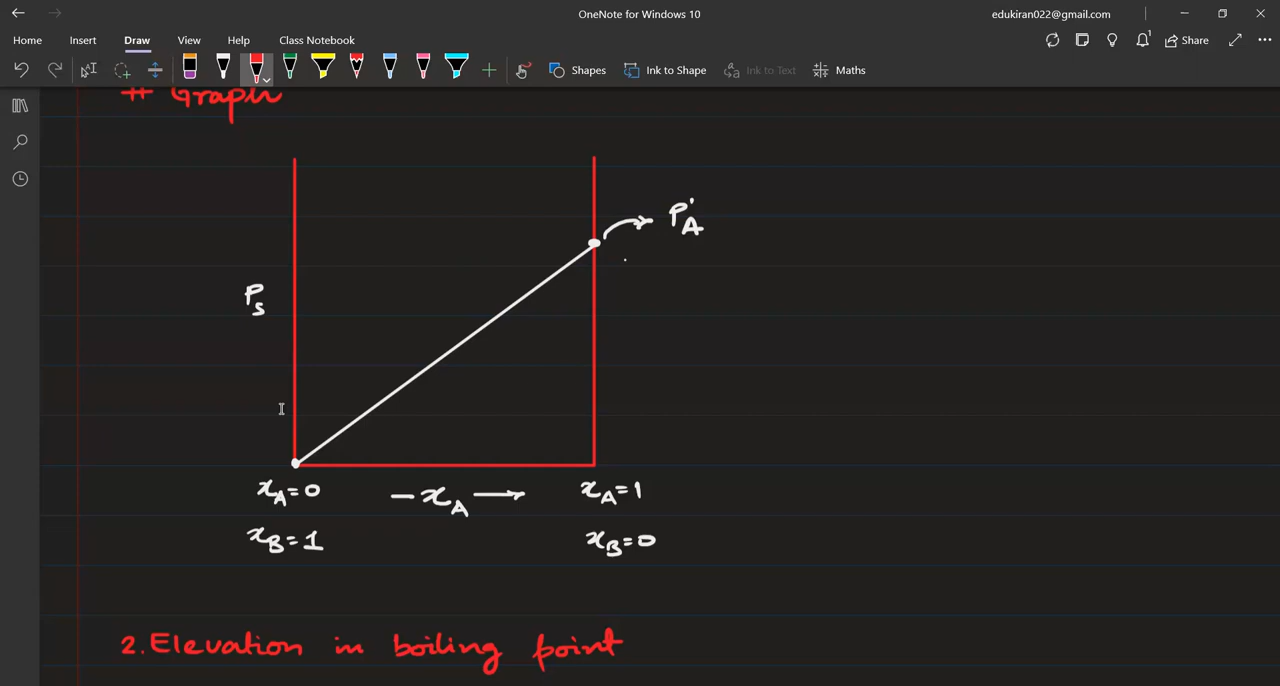 OneNote for Windows 10
edukiran022@gmail.com
Home Insert Draw View Help Class Notebook
Share
Shapes Ink to Shape Ink to Text Maths
# Graph
P°A
Ps
xA=0 — xA → xA=1
xB=1 xB=0
2. Elevation in boiling point